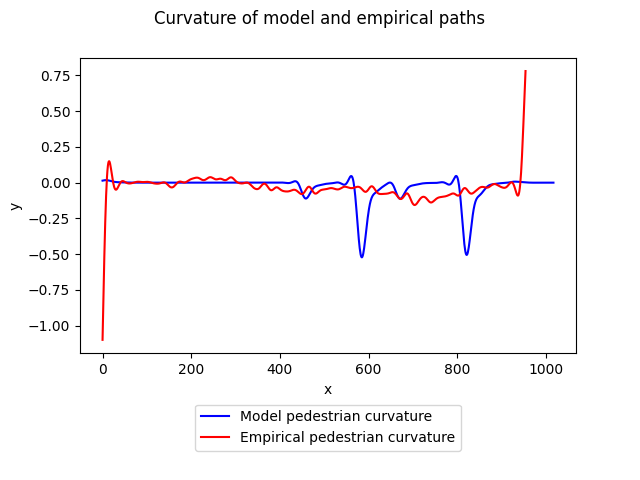 Curvature of model and empirical paths
0.75
0.50
0.25
0.00
−0.25
−0.50
−0.75
−1.00
y
0 200 400 600 800 1000
x
Model pedestrian curvature
Empirical pedestrian curvature